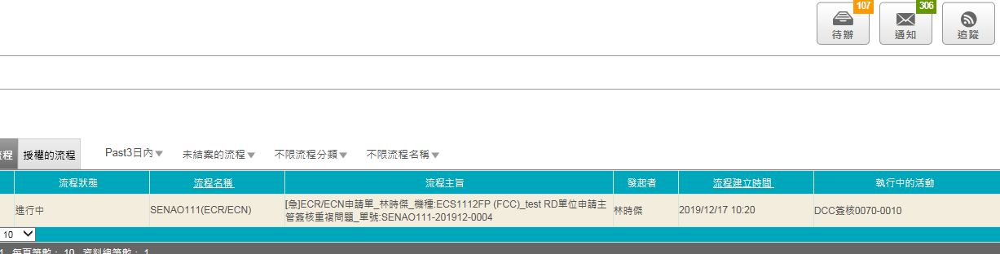 107
306
待辦
通知
追蹤
流程
授權的流程
Past3日內
未結案的流程
不限流程分類
不限流程名稱
流程狀態
流程名稱
流程主旨
發起者
流程建立時間
執行中的活動
進行中
SENAO111(ECR/ECN)
[急]ECR/ECN申請單_林時傑_機種:ECS1112FP (FCC)_test RD單位申請主
管簽核重複問題_單號:SENAO111-201912-0004
林時傑
2019/12/17 10:20
DCC簽核0070-0010
10
1 每頁筆數： 10 資料總筆數： 1